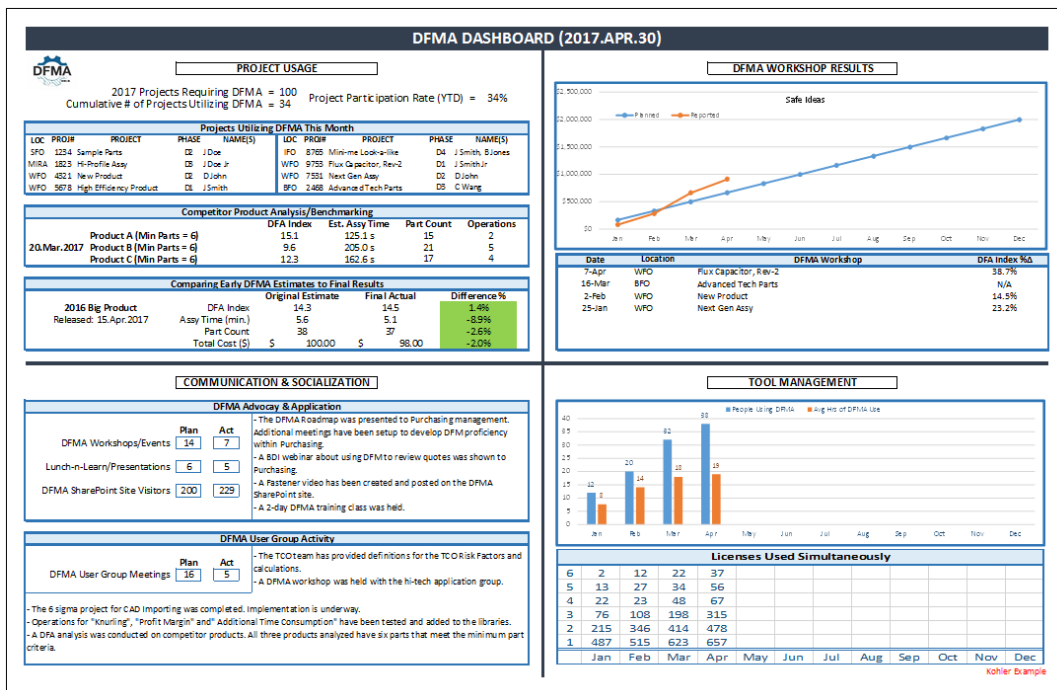 DFMA DASHBOARD (2017.APR.30)
DFMA
PROJECT USAGE
2017 Projects Requiring DFMA = 100
Cumulative # of Projects Utilizing DFMA = 34
Project Participation Rate (YTD) = 34%
Projects Utilizing DFMA This Month
LOC PROJ# PROJECT PHASE NAME(S) LOC PROJ# PROJECT PHASE NAME(S)
SFO 1234 Sample Parts D2 J Doe IFO 8765 Mini-me Look-a-like D4 J Smith, B Jones
MIRA 1823 Hi-Profile Assy D3 J Doe Jr WFO 9753 Flux Capacitor, Rev-2 D1 J Smith Jr
WFO 4321 New Product D2 D John WFO 7531 Next Gen Assy D2 D John
WFO 5678 High Efficiency Product D1 J Smith BFO 2468 Advanced Tech Parts D3 C Wang
Competitor Product Analysis/Benchmarking
DFA Index Est. Assy Time Part Count Operations
Product A (Min Parts = 6) 15.1 125.1 s 15 2
20.Mar.2017 Product B (Min Parts = 6) 9.6 205.0 s 21 5
Product C (Min Parts = 6) 12.3 162.6 s 17 4
Comparing Early DFMA Estimates to Final Results
Original Estimate Final Actual Difference %
2016 Big Product DFA Index 14.3 14.5 1.4%
Released: 15.Apr.2017 Assy Time (min.) 5.6 5.1 -8.9%
Part Count 38 37 -2.6%
Total Cost ($) $ 100.00 $ 98.00 -2.0%
DFMA WORKSHOP RESULTS
Safe Ideas
Planned Reported
$2,500,000
$2,000,000
$1,500,000
$1,000,000
$500,000
$0
Jan Feb Mar Apr May Jun Jul Aug Sep Oct Nov Dec
Date Location DFMA Workshop DFA Index %Δ
7-Apr WFO Flux Capacitor, Rev-2 38.7%
16-Mar BFO Advanced Tech Parts N/A
2-Feb WFO New Product 14.5%
25-Jan WFO Next Gen Assy 23.2%
COMMUNICATION & SOCIALIZATION
DFMA Advocacy & Application
Plan Act
DFMA Workshops/Events 14 7
Lunch-n-Learn/Presentations 6 5
DFMA SharePoint Site Visitors 200 229
- The DFMA Roadmap was presented to Purchasing management.
Additional meetings have been setup to develop DFM proficiency
within Purchasing.
- A BDI webinar about using DFM to review quotes was shown to
Purchasing.
- A Fastener video has been created and posted on the DFMA
SharePoint site.
- A 2-day DFMA training class was held.
DFMA User Group Activity
Plan Act
DFMA User Group Meetings 16 5
- The TCO team has provided definitions for the TCO Risk Factors and
calculations.
- A DFMA workshop was held with the hi-tech application group.
- The 6 sigma project for CAD Importing was completed. Implementation is underway.
- Operations for "Knurling", "Profit Margin" and" Additional Time Consumption" have been tested and added to the libraries.
- A DFA analysis was conducted on competitor products. All three products analyzed have six parts that meet the minimum part
criteria.
TOOL MANAGEMENT
People Using DFMA Avg Hrs of DFMA Use
40
35
30
25
20
15
10
5
0
12 8 20 14 32 18 38 19
Jan Feb Mar Apr May Jun Jul Aug Sep Oct Nov Dec
Licenses Used Simultaneously
6 2 12 22 37
5 13 27 34 56
4 22 23 48 67
3 76 108 198 315
2 215 346 414 478
1 487 515 623 657
Jan Feb Mar Apr May Jun Jul Aug Sep Oct Nov Dec
Kohler Example